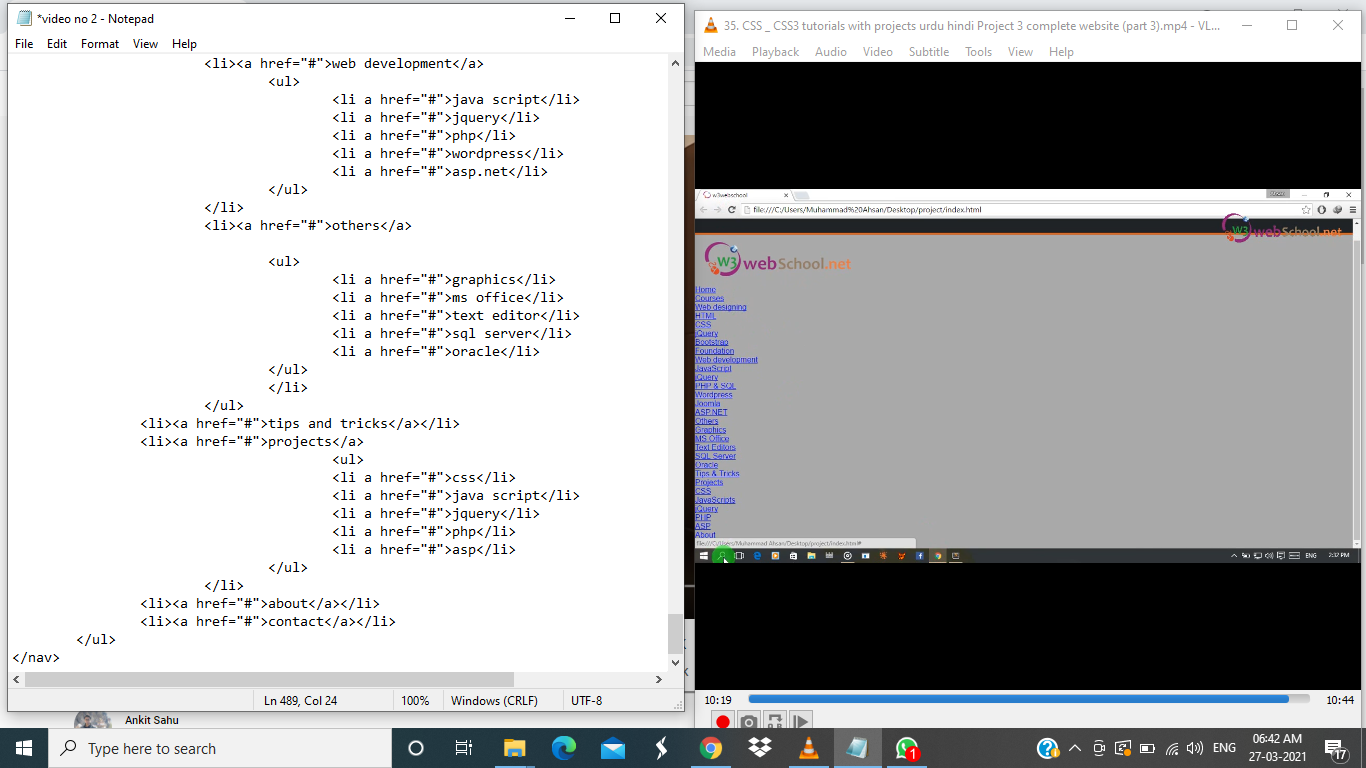 *video no 2 - Notepad
File Edit Format View Help
<li><a href="#">web development</a>
<ul>
<li a href="#">java script</li>
<li a href="#">jquery</li>
<li a href="#">php</li>
<li a href="#">wordpress</li>
<li a href="#">asp.net</li>
</ul>
</li>
<li><a href="#">others</a>
<ul>
<li a href="#">graphics</li>
<li a href="#">ms office</li>
<li a href="#">text editor</li>
<li a href="#">sql server</li>
<li a href="#">oracle</li>
</ul>
</li>
</ul>
<li><a href="#">tips and tricks</a></li>
<li><a href="#">projects</a>
<ul>
<li a href="#">css</li>
<li a href="#">java script</li>
<li a href="#">jquery</li>
<li a href="#">php</li>
<li a href="#">asp</li>
</ul>
</li>
<li><a href="#">about</a></li>
<li><a href="#">contact</a></li>
</ul>
</nav>
Ln 489, Col 24 100% Windows (CRLF) UTF-8
Ankit Sahu
35. CSS _ CSS3 tutorials with projects urdu hindi Project 3 complete website (part 3).mp4 - VL...
Media Playback Audio Video Subtitle Tools View Help
w3webschool
file:///C:/Users/Muhammad%20Ahsan/Desktop/project/index.html
webSchool.net
W3 webSchool.net
Home
Courses
Web designing
HTML
CSS
jQuery
Bootstrap
Foundation
Web development
JavaScript
jQuery
PHP & SQL
Wordpress
Joomla
ASP.NET
Others
Graphics
MS Office
Text Editors
SQL Server
Oracle
Tips & Tricks
Projects
CSS
JavaScripts
jQuery
PHP
ASP
About
file:///C:/Users/Muhammad Ahsan/Desktop/project/index.html#
ENG 2:32 PM
10:19 10:44
Type here to search
1
ENG
06:42 AM
27-03-2021
17